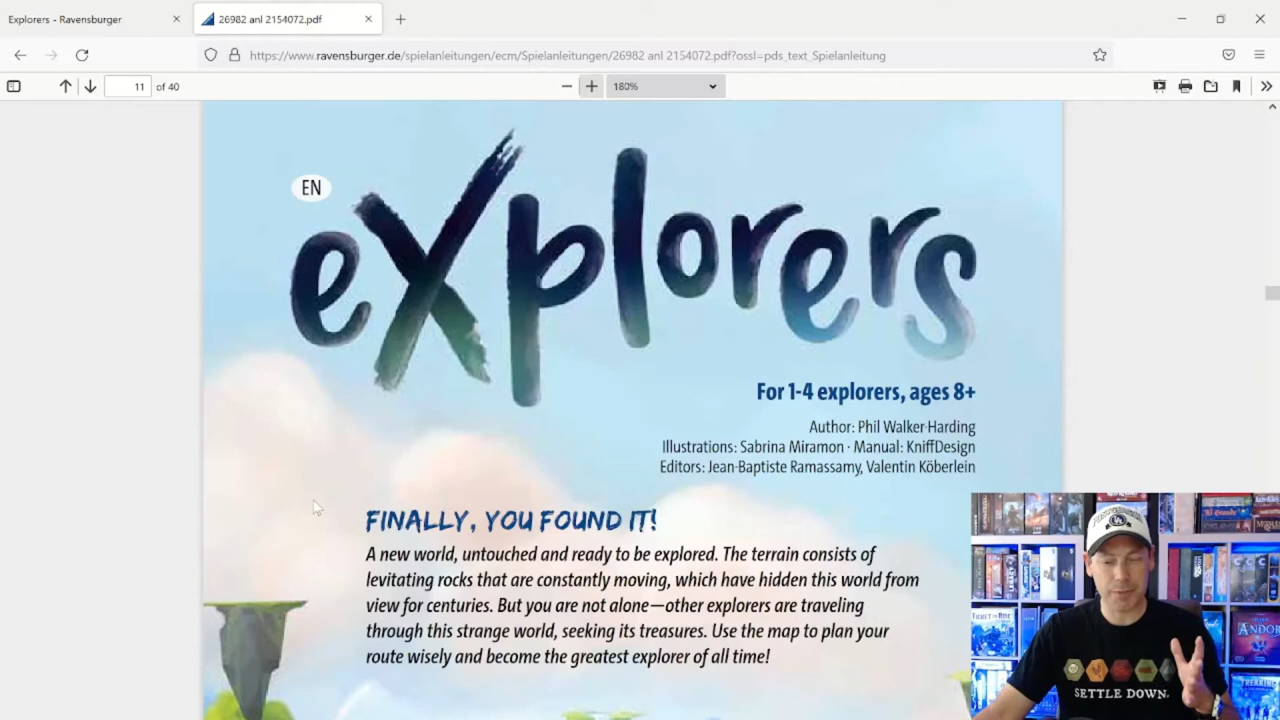 Explorers - Ravensburger
26982 anl 2154072.pdf
https://www.ravensburger.de/spielanleitungen/ecm/Spielanleitungen/26982 anl 2154072.pdf?ossl=pds_text_Spielanleitung
11 of 40
180%
EN
eXplorers
For 1-4 explorers, ages 8+
Author: Phil Walker-Harding
Illustrations: Sabrina Miramon · Manual: KniffDesign
Editors: Jean-Baptiste Ramassamy, Valentin Köberlein
FINALLY, YOU FOUND IT!
A new world, untouched and ready to be explored. The terrain consists of
levitating rocks that are constantly moving, which have hidden this world from
view for centuries. But you are not alone—other explorers are traveling
through this strange world, seeking its treasures. Use the map to plan your
route wisely and become the greatest explorer of all time!
TICKET TO RIDE
ANDOR
SETTLE DOWN.